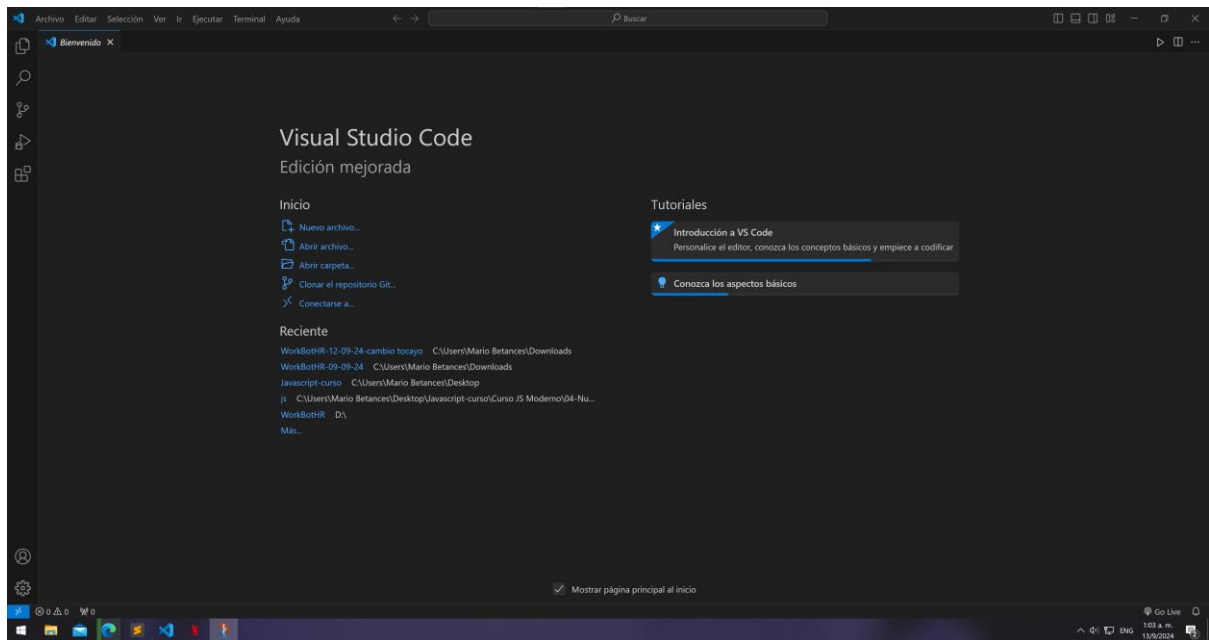 Archivo Editar Selección Ver Ir Ejecutar Terminal Ayuda
Buscar
Bienvenido
Visual Studio Code
Edición mejorada
Inicio
Nuevo archivo...
Abrir archivo...
Abrir carpeta...
Clonar el repositorio Git...
Conectarse a...
Reciente
WorkBotHR-12-09-24-cambio tocayo C:\Users\Mario Betances\Downloads
WorkBotHR-09-09-24 C:\Users\Mario Betances\Downloads
Javascript-curso C:\Users\Mario Betances\Desktop
js C:\Users\Mario Betances\Desktop\Javascript-curso\Curso JS Moderno\04-Nu...
WorkBotHR D:\
Más...
Tutoriales
Introducción a VS Code
Personalice el editor, conozca los conceptos básicos y empiece a codificar
Conozca los aspectos básicos
Mostrar página principal al inicio
0 0 0
Go Live
ENG
1:03 a. m.
13/9/2024